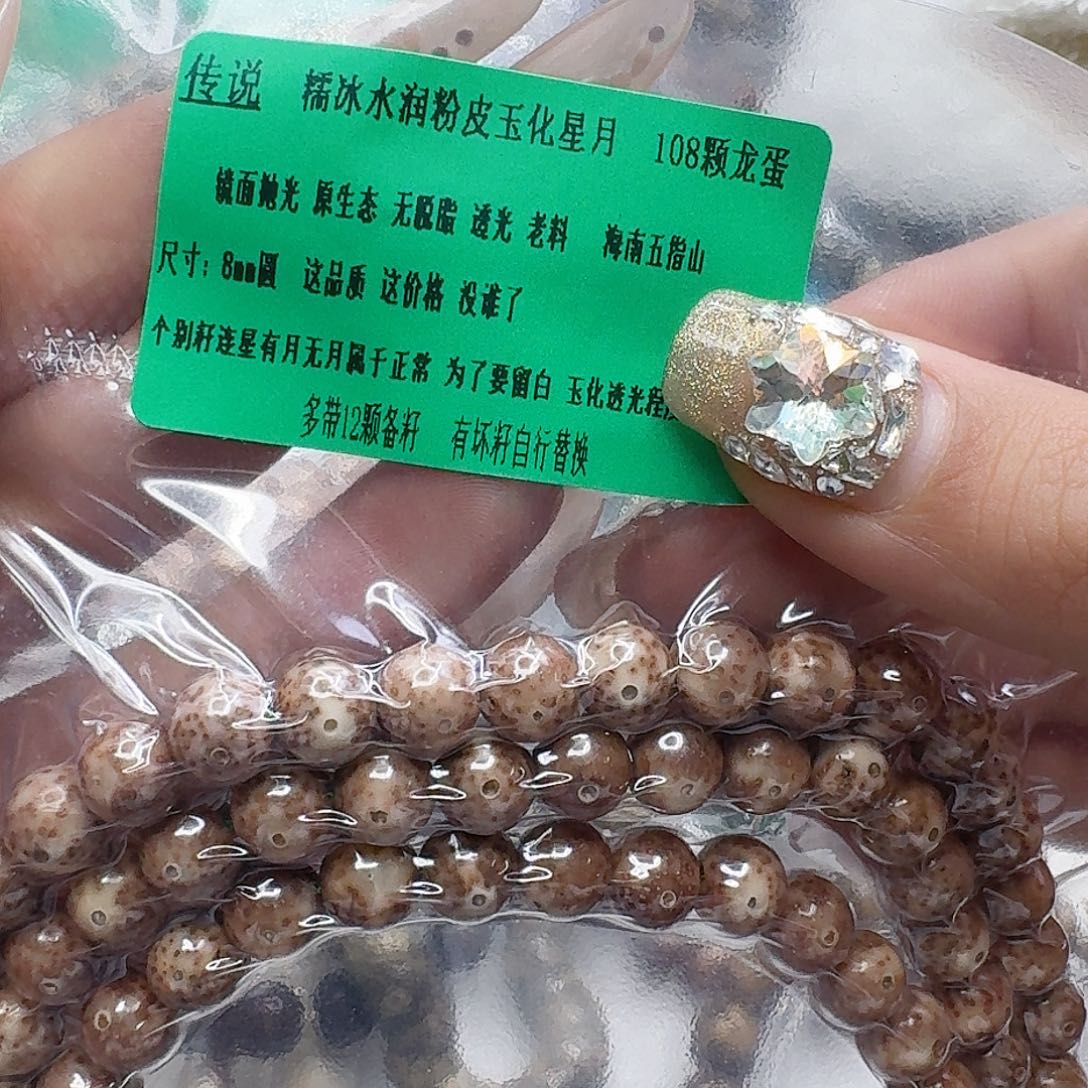 传说 糯冰水润粉皮玉化星月 108颗龙蛋
镜面抛光 原生态 无脱脂 透光 老料 海南五指山
尺寸：8mm圆 这品质 这价格 没谁了
个别籽连星有月无月属于正常 为了要留白 玉化透光程
多带12颗备籽 有坏籽自行替换